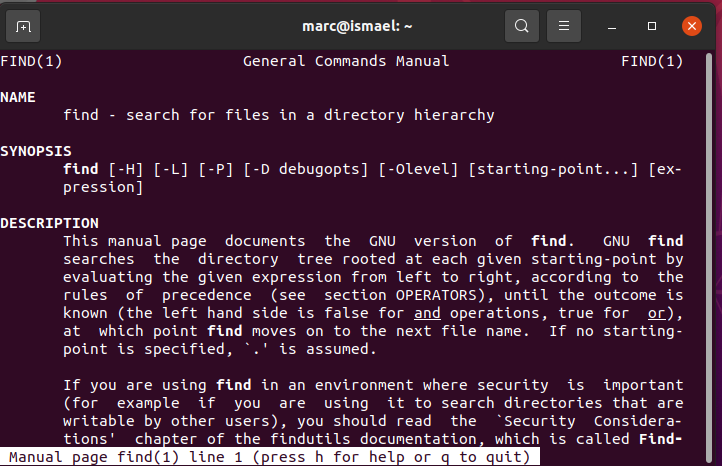 marc@ismael: ~
FIND(1) General Commands Manual FIND(1)
NAME
find - search for files in a directory hierarchy
SYNOPSIS
find [-H] [-L] [-P] [-D debugopts] [-Olevel] [starting-point...] [ex-
pression]
DESCRIPTION
This manual page documents the GNU version of find. GNU find
searches the directory tree rooted at each given starting-point by
evaluating the given expression from left to right, according to the
rules of precedence (see section OPERATORS), until the outcome is
known (the left hand side is false for and operations, true for or),
at which point find moves on to the next file name. If no starting-
point is specified, `.' is assumed.
If you are using find in an environment where security is important
(for example if you are using it to search directories that are
writable by other users), you should read the `Security Considera-
tions' chapter of the findutils documentation, which is called Find-
Manual page find(1) line 1 (press h for help or q to quit)